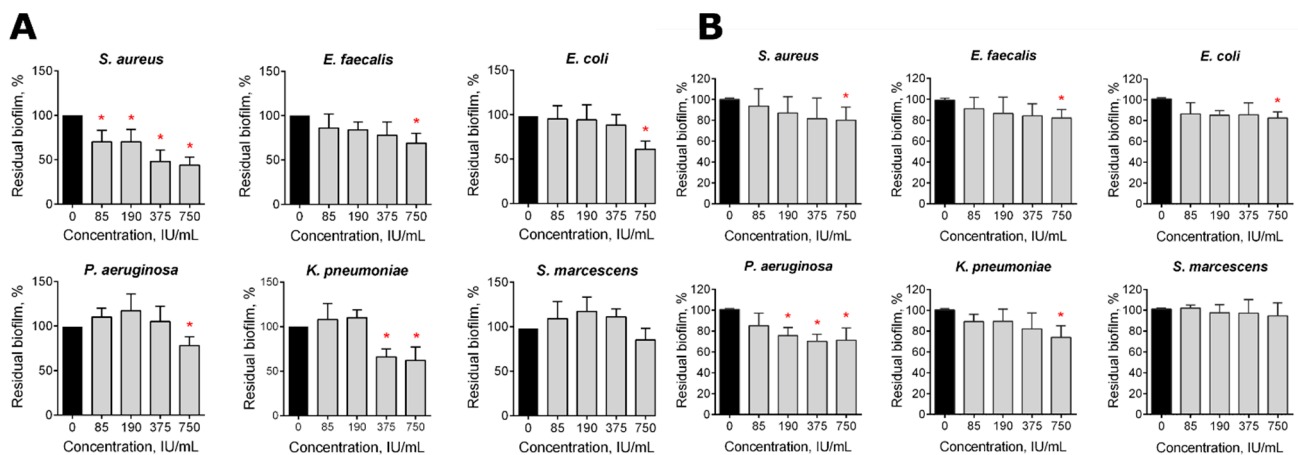 A
B
S. aureus
Residual biofilm, %
150
100
50
0
0 85 190 375 750
Concentration, IU/mL
*
*
*
*
E. faecalis
Residual biofilm, %
150
100
50
0
0 85 190 375 750
Concentration, IU/mL
*
E. coli
Residual biofilm, %
150
100
50
0
0 85 190 375 750
Concentration, IU/mL
*
S. aureus
Residual biofilm, %
120
100
80
60
40
20
0
0 85 190 375 750
Concentration, IU/mL
*
E. faecalis
Residual biofilm, %
120
100
80
60
40
20
0
0 85 190 375 750
Concentration, IU/mL
*
E. coli
Residual biofilm, %
120
100
80
60
40
20
0
0 85 190 375 750
Concentration, IU/mL
*
P. aeruginosa
Residual biofilm, %
150
100
50
0
0 85 190 375 750
Concentration, IU/mL
*
K. pneumoniae
Residual biofilm, %
150
100
50
0
0 85 190 375 750
Concentration, IU/mL
*
*
S. marcescens
Residual biofilm, %
150
100
50
0
0 85 190 375 750
Concentration, IU/mL
P. aeruginosa
Residual biofilm, %
120
100
80
60
40
20
0
0 85 190 375 750
Concentration, IU/mL
*
*
*
K. pneumoniae
Residual biofilm, %
120
100
80
60
40
20
0
0 85 190 375 750
Concentration, IU/mL
*
S. marcescens
Residual biofilm, %
120
100
80
60
40
20
0
0 85 190 375 750
Concentration, IU/mL